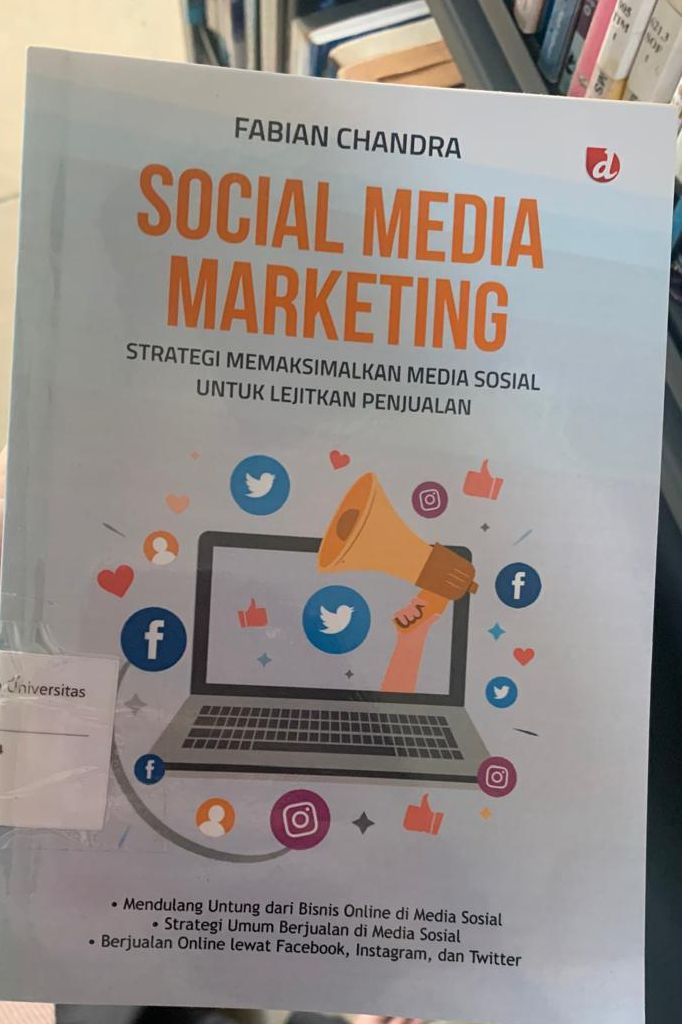 FABIAN CHANDRA
d
SOCIAL MEDIA
MARKETING
STRATEGI MEMAKSIMALKAN MEDIA SOSIAL
UNTUK LEJITKAN PENJUALAN
Universitas
• Mendulang Untung dari Bisnis Online di Media Sosial
• Strategi Umum Berjualan di Media Sosial
• Berjualan Online lewat Facebook, Instagram, dan Twitter